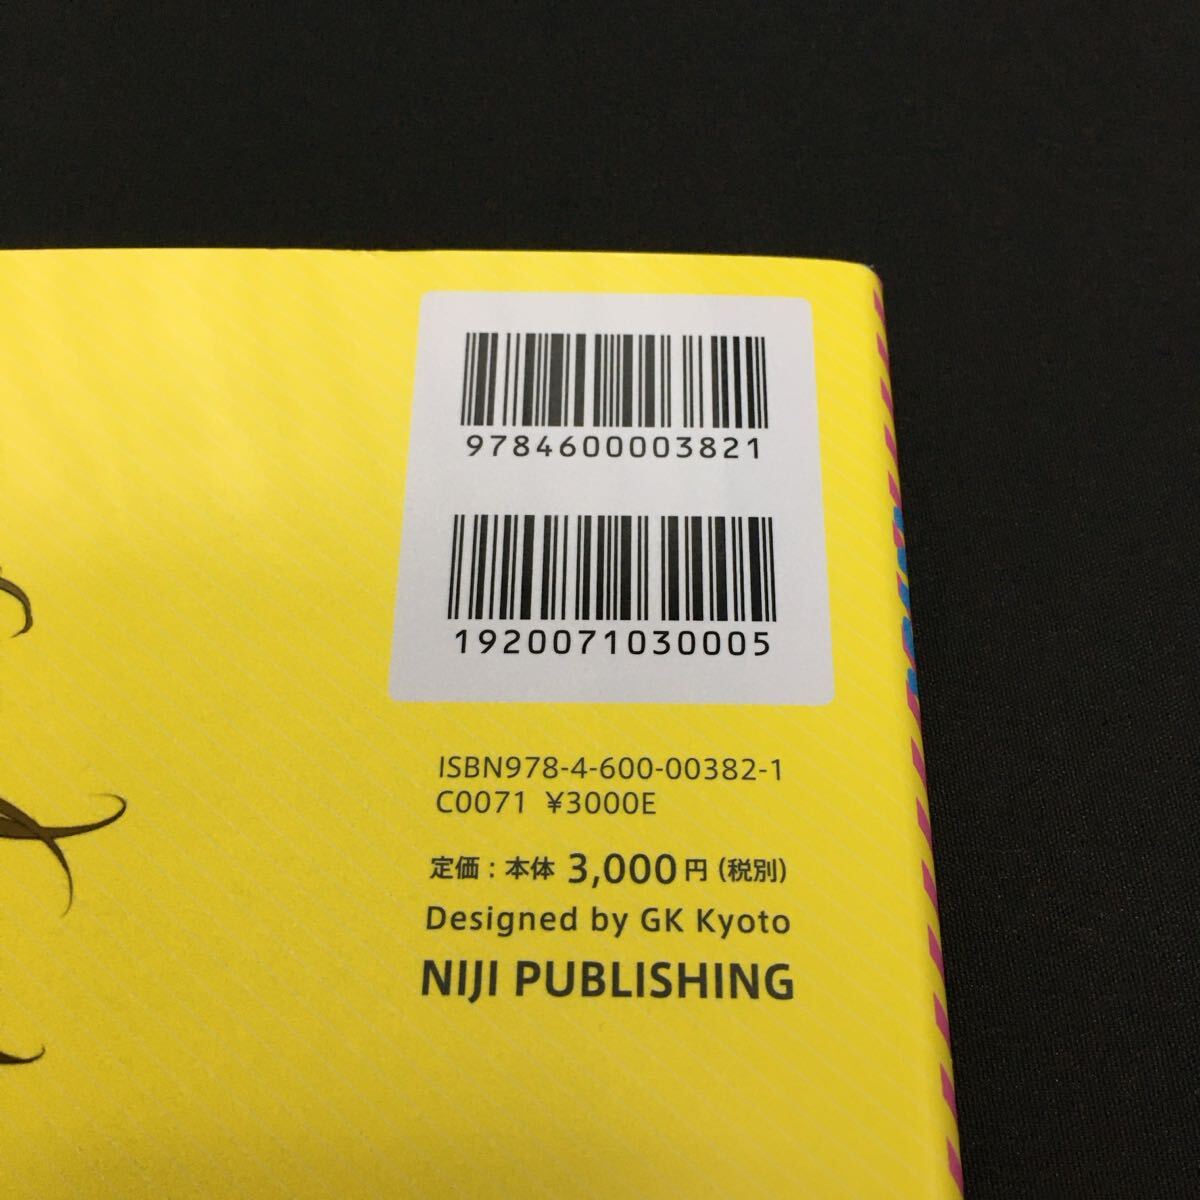 9784600003821
1920071030005
ISBN978-4-600-00382-1
C0071 ¥3000E
定価：本体 3,000円（税別）
Designed by GK Kyoto
NIJI PUBLISHING